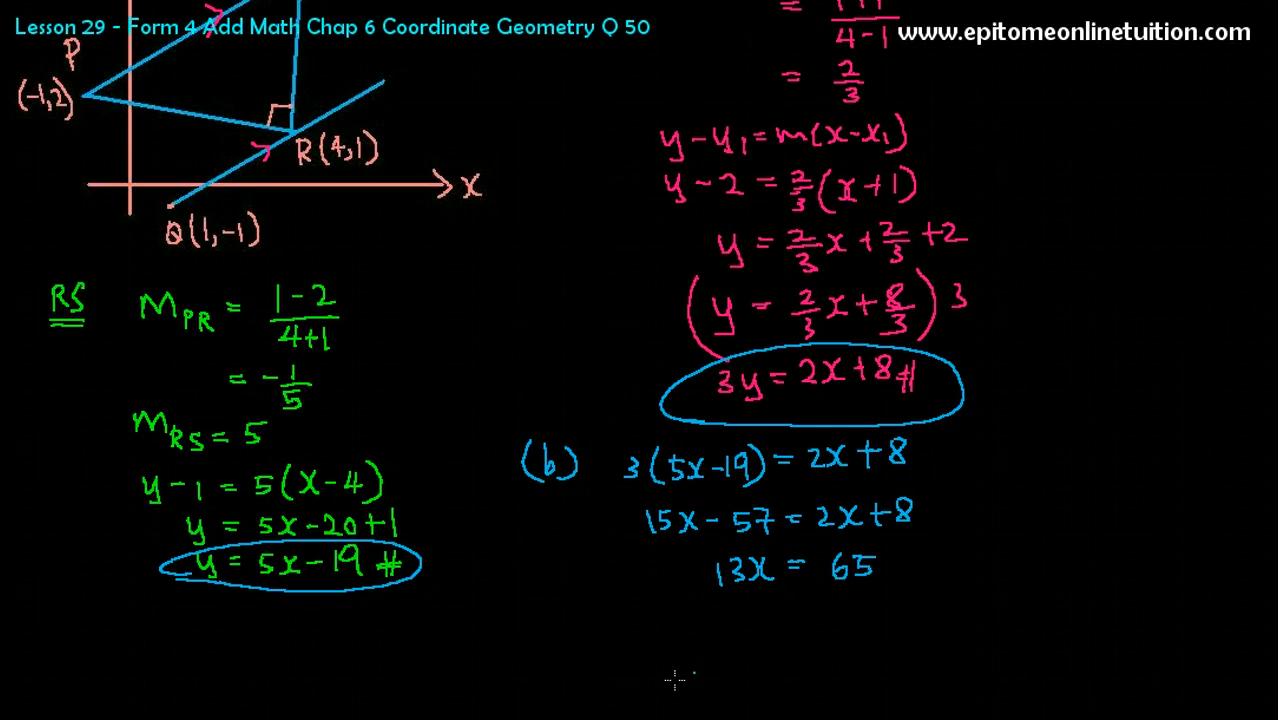 Lesson 29 - Form 4 Add Math Chap 6 Coordinate Geometry Q 50
www.epitomeonlinetuition.com
P
(-1,2)
R(4,1)
x
Q(1,-1)
RS
M_PR = (1-2)/(4+1)
= -1/5
M_RS = 5
y-1 = 5(x-4)
y = 5x-20+1
y = 5x-19 #
= 1+1/4-1
= 2/3
y-y₁=m(x-x₁)
y-2 = 2/3(x+1)
y = 2/3x+2/3+2
(y = 2/3x+8/3)3
3y=2x+8#
(b) 3(5x-19)=2x+8
15x-57=2x+8
13x = 65